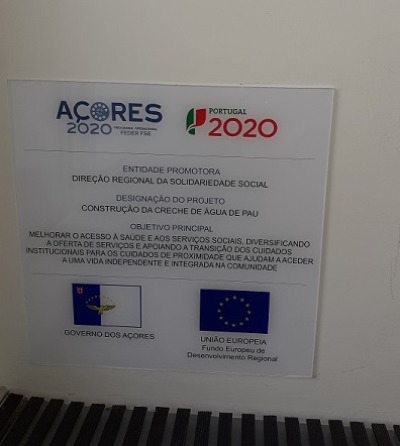 AÇORES
2020 PROGRAMA OPERACIONAL
FEDER FSE
PORTUGAL
2020
ENTIDADE PROMOTORA
DIREÇÃO REGIONAL DA SOLIDARIEDADE SOCIAL
DESIGNAÇÃO DO PROJETO
CONSTRUÇÃO DA CRECHE DE ÁGUA DE PAU
OBJETIVO PRINCIPAL
MELHORAR O ACESSO À SAÚDE E AOS SERVIÇOS SOCIAIS, DIVERSIFICANDO
A OFERTA DE SERVIÇOS E APOIANDO A TRANSIÇÃO DOS CUIDADOS
INSTITUCIONAIS PARA OS CUIDADOS DE PROXIMIDADE QUE AJUDAM A ACEDER
A UMA VIDA INDEPENDENTE E INTEGRADA NA COMUNIDADE
GOVERNO DOS AÇORES
UNIÃO EUROPEIA
Fundo Europeu de
Desenvolvimento Regional